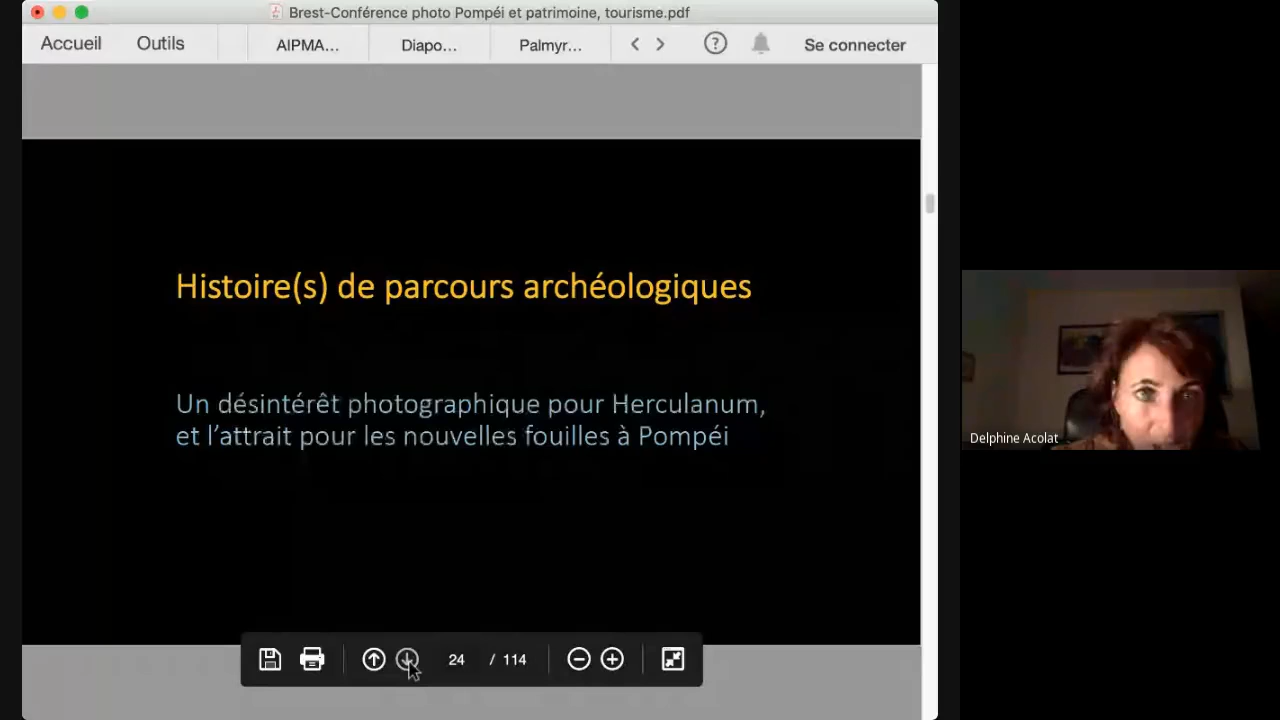 Brest-Conférence photo Pompéi et patrimoine, tourisme.pdf
Accueil Outils AIPMA... Diapo... Palmyr... Se connecter
Histoire(s) de parcours archéologiques
Un désintérêt photographique pour Herculanum,
et l'attrait pour les nouvelles fouilles à Pompéi
24 / 114
Delphine Acolat